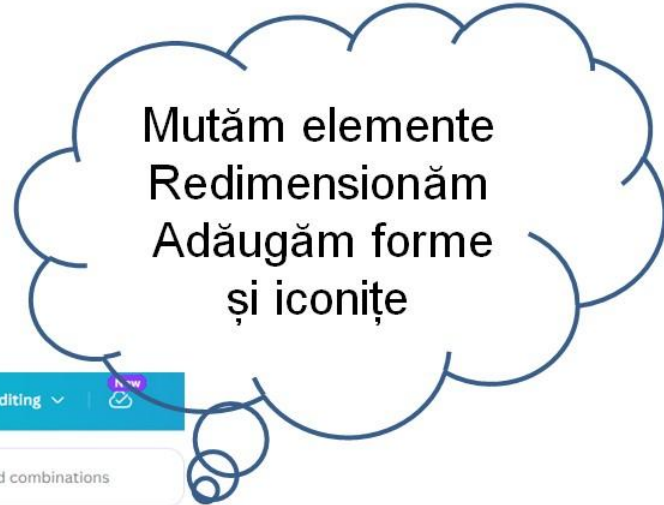 Mutăm elemente
Redimensionăm
Adăugăm forme
și iconițe
New
diting
d combinations